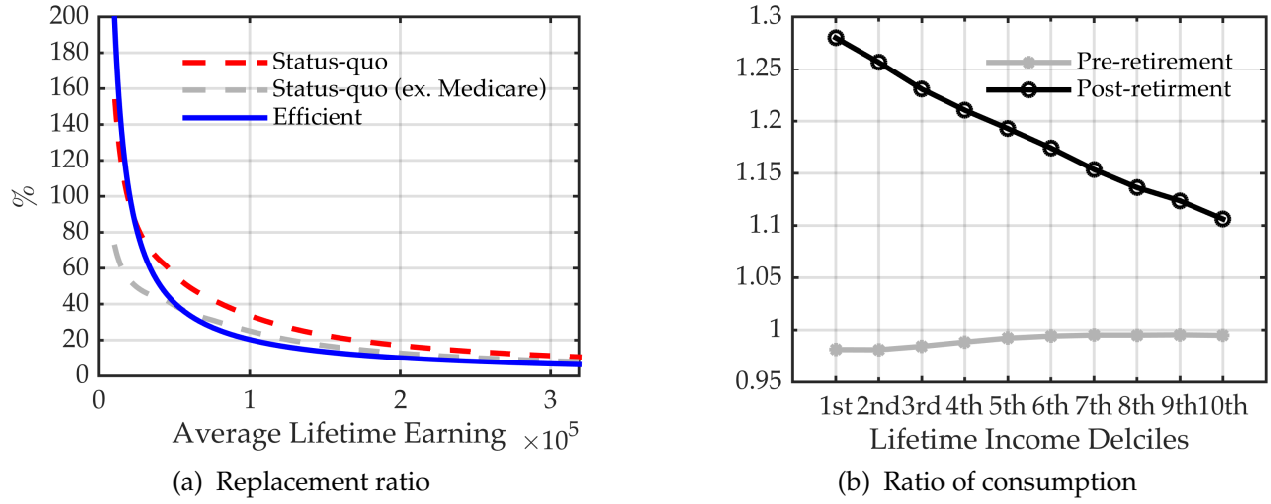 200
180
160
140
120
100
80
60
40
20
0
%
Status-quo
Status-quo (ex. Medicare)
Efficient
0 1 2 3
Average Lifetime Earning ×10^5
(a) Replacement ratio
1.3
1.25
1.2
1.15
1.1
1.05
1
0.95
Pre-retirement
Post-retirment
1st 2nd 3rd 4th 5th 6th 7th 8th 9th 10th
Lifetime Income Delciles
(b) Ratio of consumption